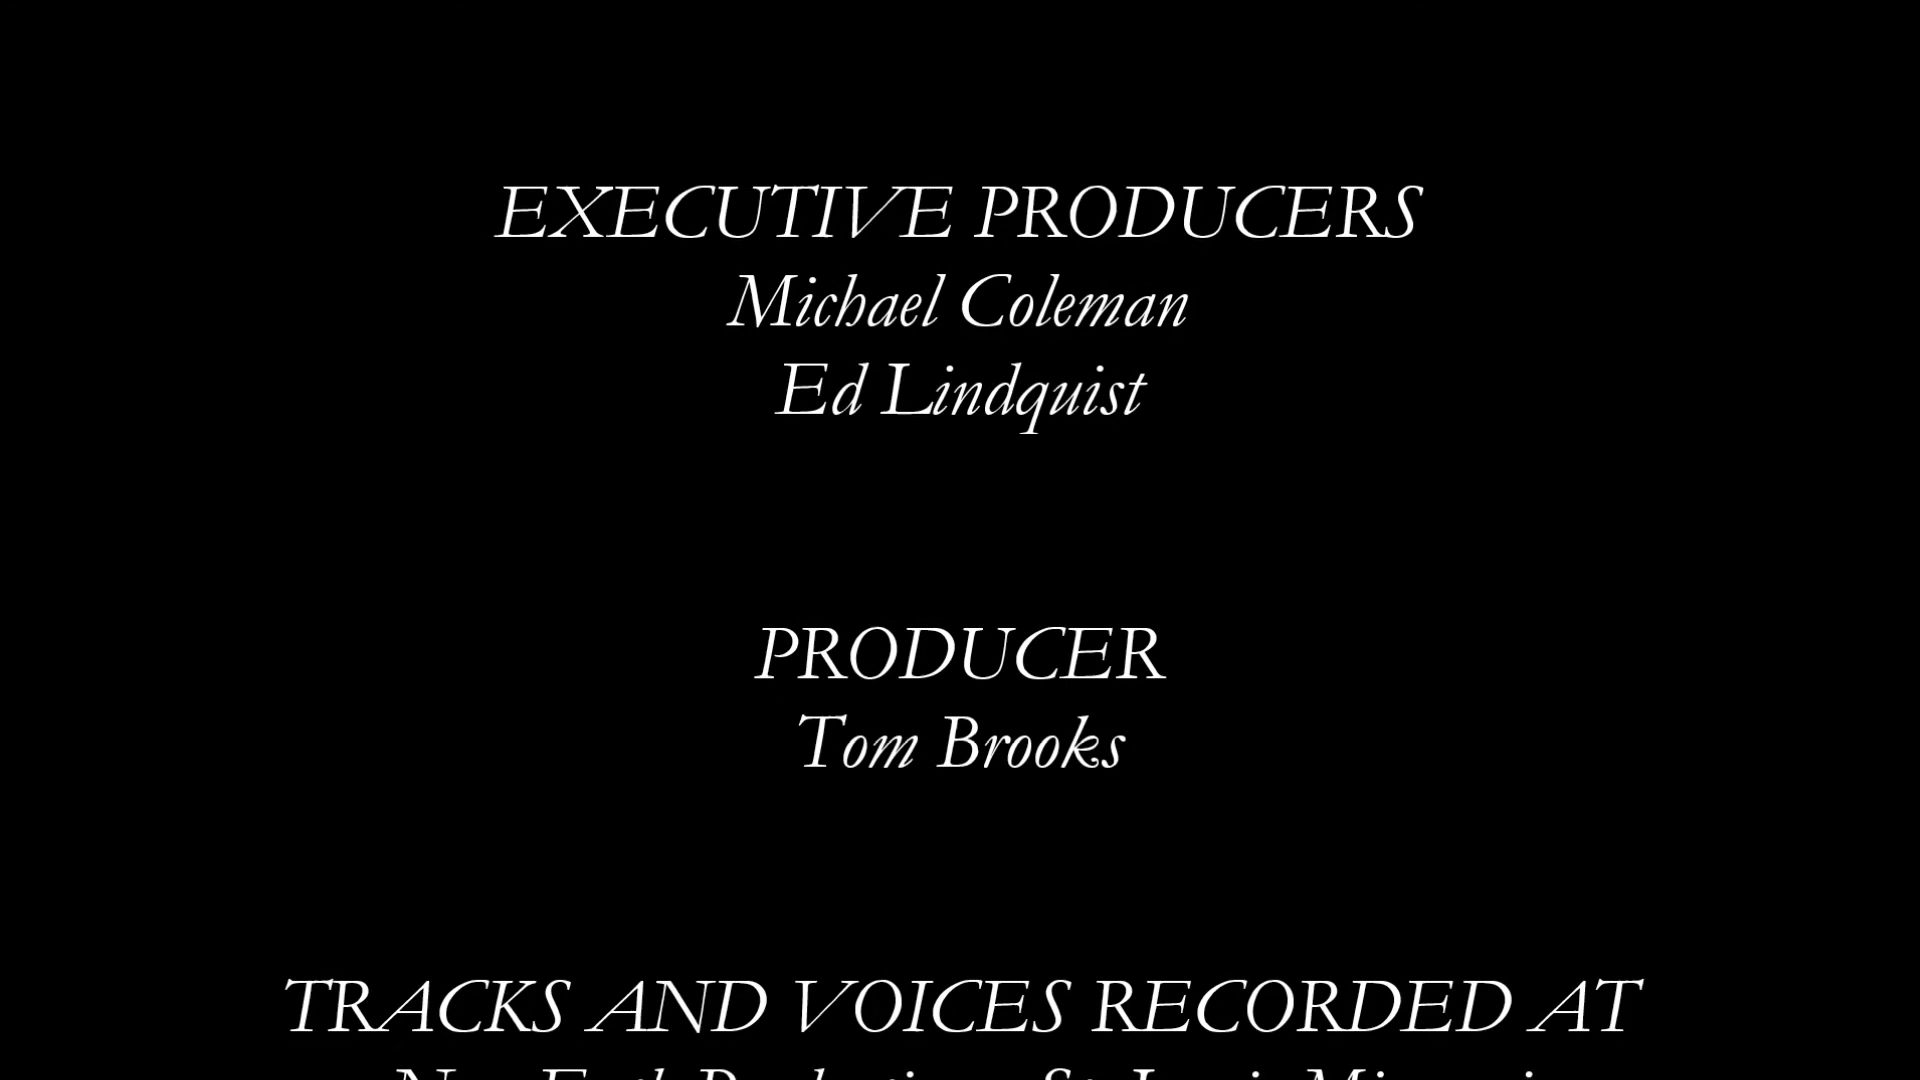 EXECUTIVE PRODUCERS
Michael Coleman
Ed Lindquist
PRODUCER
Tom Brooks
TRACKS AND VOICES RECORDED AT